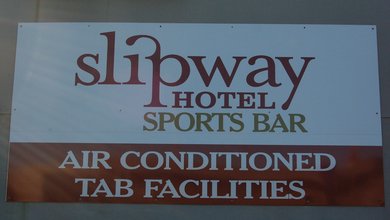 slipway
HOTEL
SPORTS BAR
AIR CONDITIONED
TAB FACILITIES